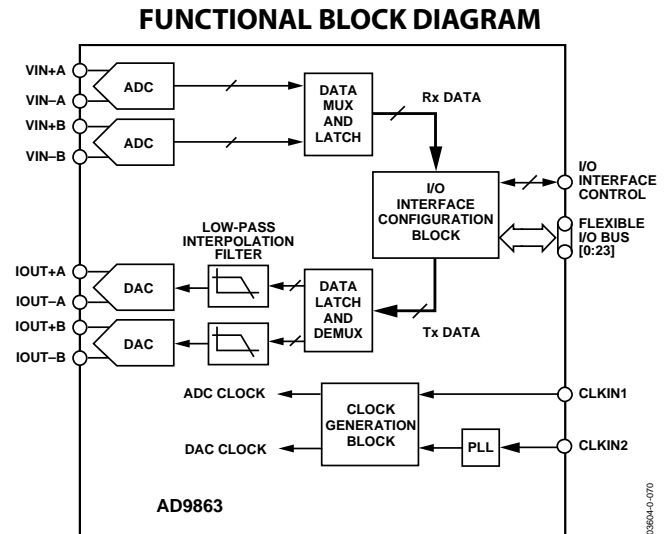 FUNCTIONAL BLOCK DIAGRAM
VIN+A
VIN–A
VIN+B
VIN–B
ADC
ADC
DATA
MUX
AND
LATCH
Rx DATA
I/O
INTERFACE
CONFIGURATION
BLOCK
I/O
INTERFACE
CONTROL
FLEXIBLE
I/O BUS
[0:23]
LOW-PASS
INTERPOLATION
FILTER
IOUT+A
IOUT–A
IOUT+B
IOUT–B
DAC
DAC
DATA
LATCH
AND
DEMUX
Tx DATA
ADC CLOCK
DAC CLOCK
CLOCK
GENERATION
BLOCK
PLL
CLKIN1
CLKIN2
AD9863
03604-0-070